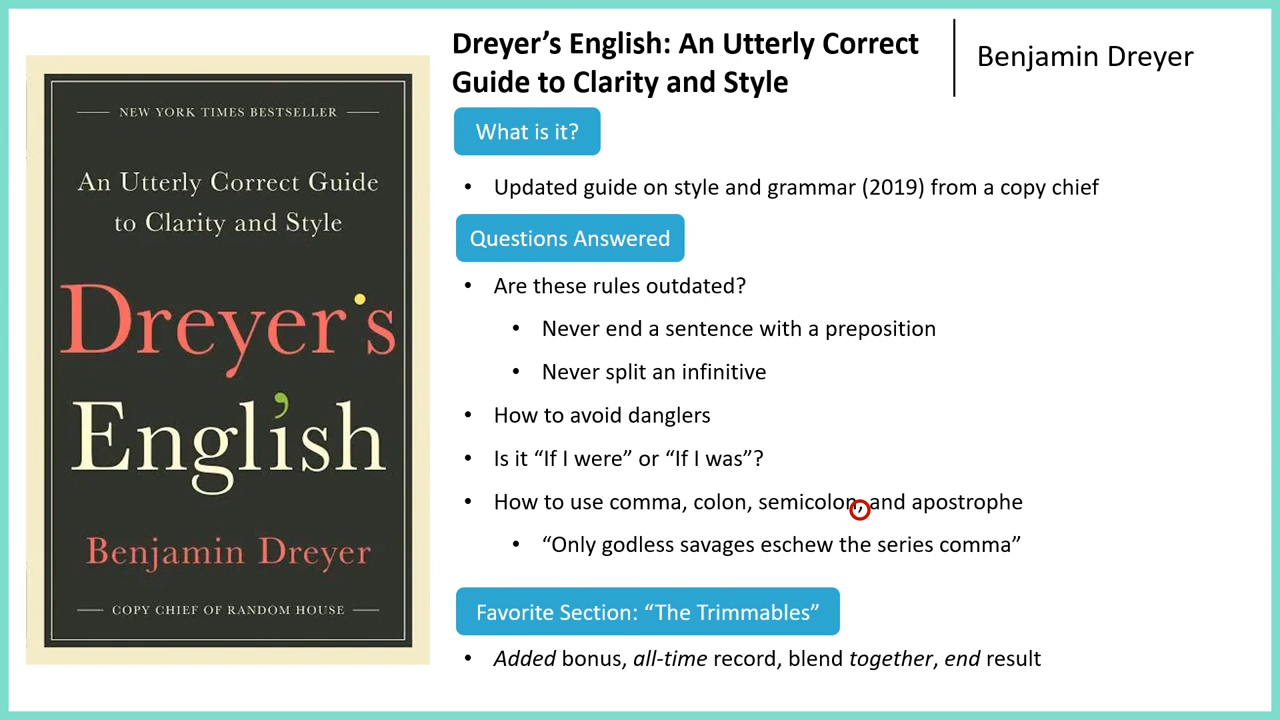 NEW YORK TIMES BESTSELLER
An Utterly Correct Guide
to Clarity and Style
Dreyer's
English
Benjamin Dreyer
COPY CHIEF OF RANDOM HOUSE
Dreyer’s English: An Utterly Correct
Guide to Clarity and Style
Benjamin Dreyer
What is it?
• Updated guide on style and grammar (2019) from a copy chief
Questions Answered
• Are these rules outdated?
• Never end a sentence with a preposition
• Never split an infinitive
• How to avoid danglers
• Is it “If I were” or “If I was”?
• How to use comma, colon, semicolon, and apostrophe
• “Only godless savages eschew the series comma”
Favorite Section: “The Trimmables”
• Added bonus, all-time record, blend together, end result